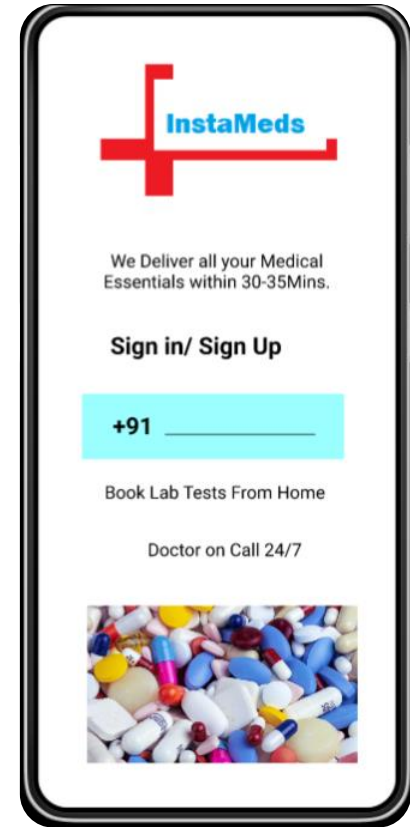 InstaMeds
We Deliver all your Medical
Essentials within 30-35Mins.
Sign in/ Sign Up
+91 ______________
Book Lab Tests From Home
Doctor on Call 24/7